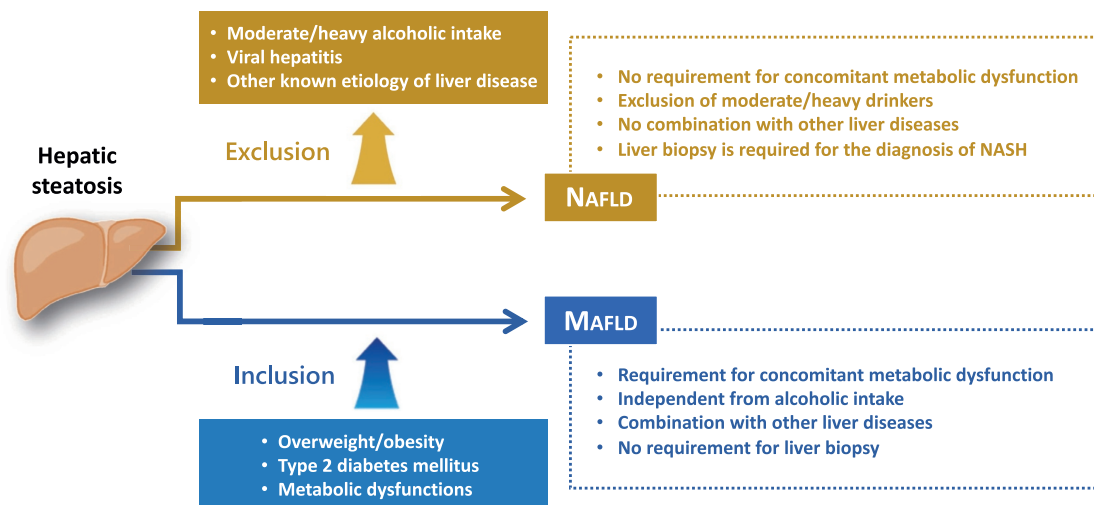 • Moderate/heavy alcoholic intake
• Viral hepatitis
• Other known etiology of liver disease
Exclusion
Hepatic
steatosis
NAFLD
• No requirement for concomitant metabolic dysfunction
• Exclusion of moderate/heavy drinkers
• No combination with other liver diseases
• Liver biopsy is required for the diagnosis of NASH
MAFLD
Inclusion
• Overweight/obesity
• Type 2 diabetes mellitus
• Metabolic dysfunctions
• Requirement for concomitant metabolic dysfunction
• Independent from alcoholic intake
• Combination with other liver diseases
• No requirement for liver biopsy